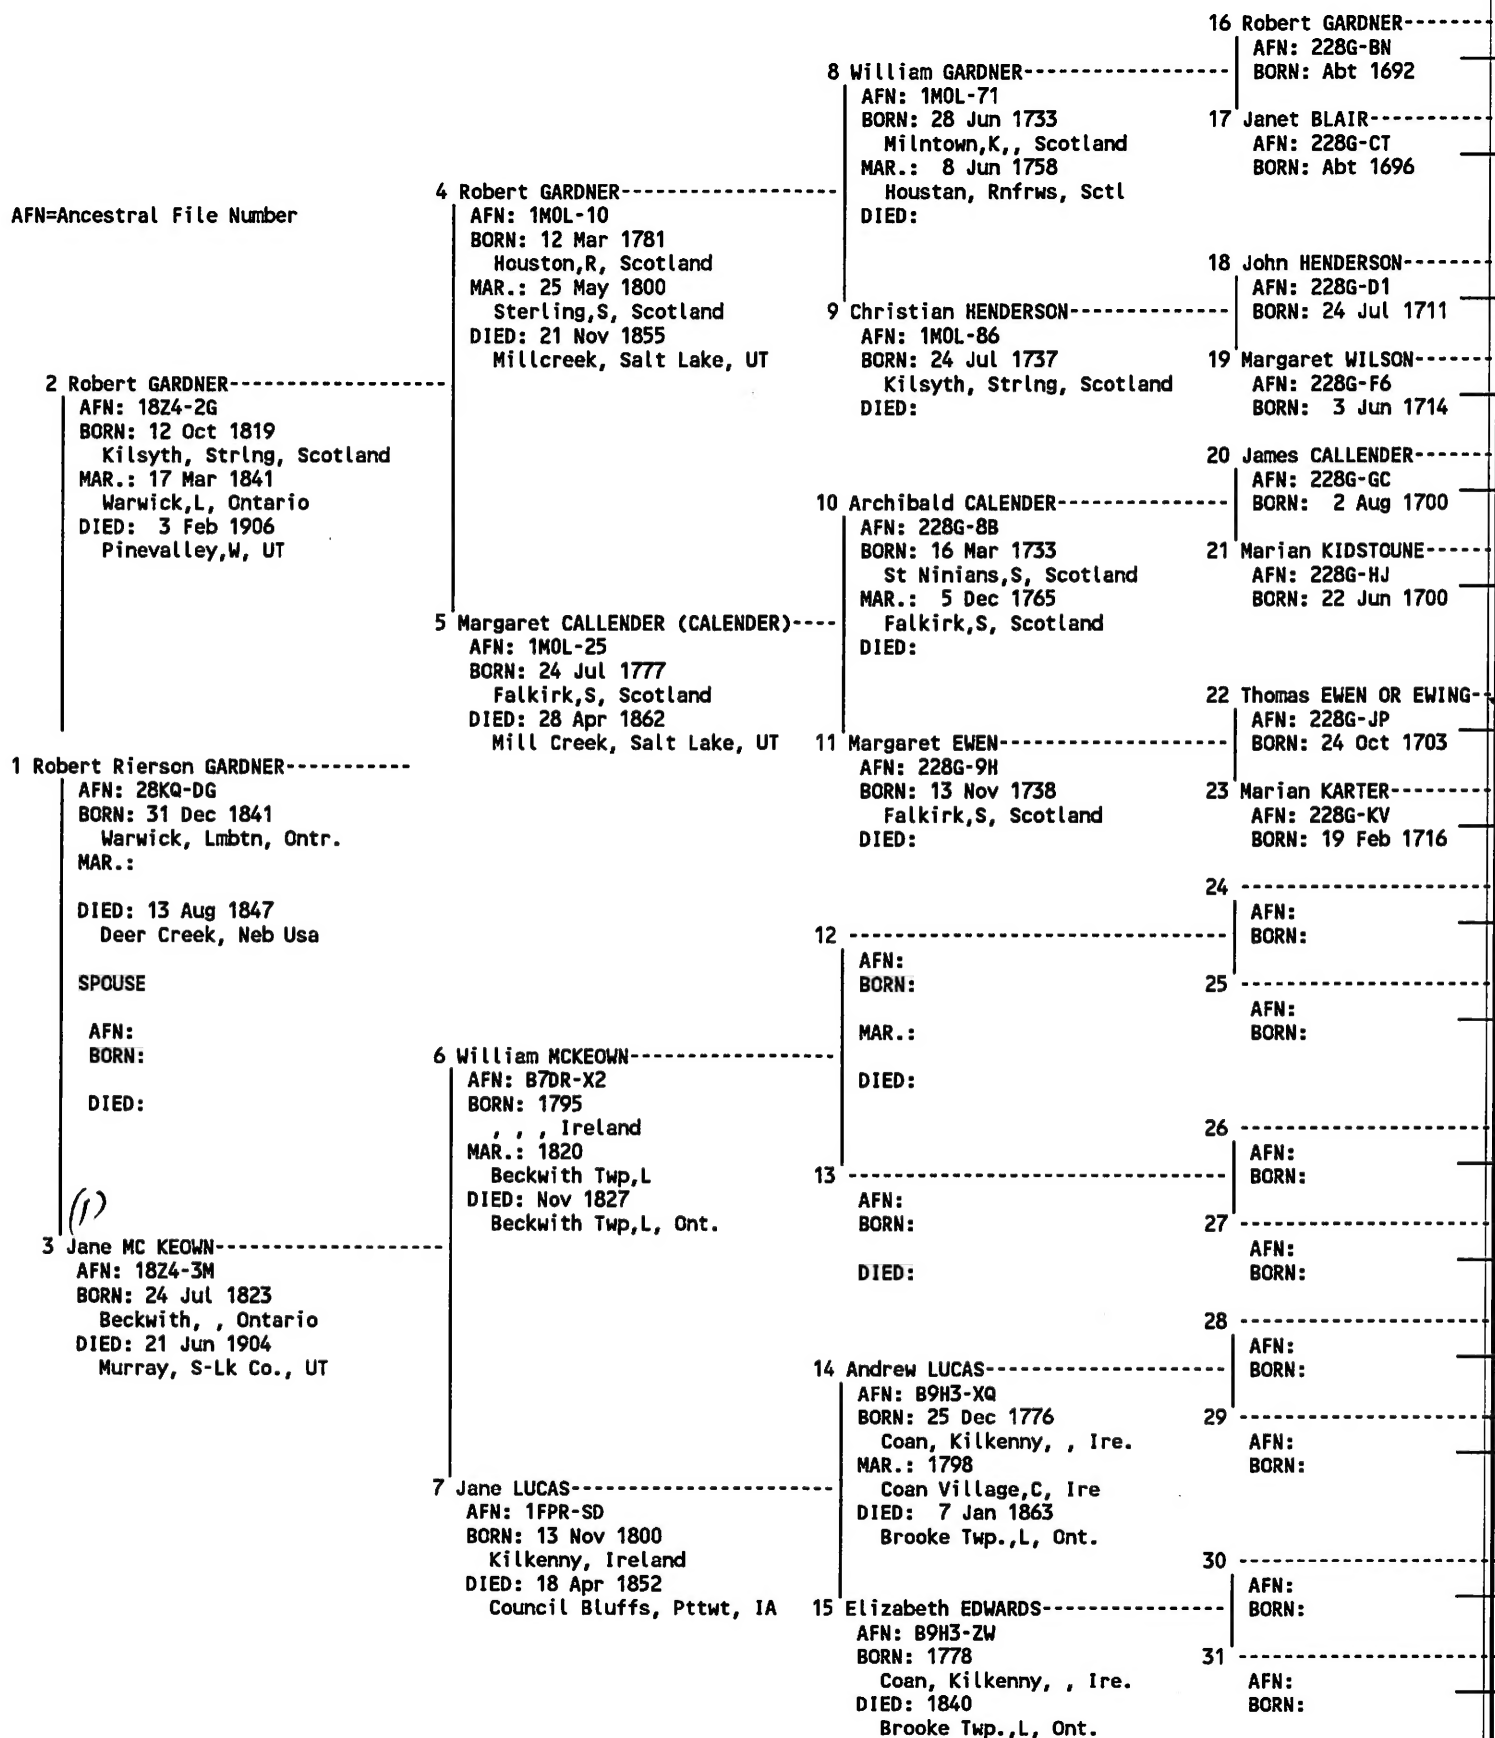 AFN=Ancestral File Number
1 Robert Rierson GARDNER-----------
AFN: 28KQ-DG
BORN: 31 Dec 1841
Warwick, Lmbtn, Ontr.
MAR.:
DIED: 13 Aug 1847
Deer Creek, Neb Usa
SPOUSE
AFN:
BORN:
DIED:
2 Robert GARDNER------------------
AFN: 18Z4-2G
BORN: 12 Oct 1819
Kilsyth, Strlng, Scotland
MAR.: 17 Mar 1841
Warwick,L, Ontario
DIED: 3 Feb 1906
Pinevalley,W, UT
(1)
3 Jane MC KEOWN-------------------
AFN: 18Z4-3M
BORN: 24 Jul 1823
Beckwith, , Ontario
DIED: 21 Jun 1904
Murray, S-Lk Co., UT
4 Robert GARDNER------------------
AFN: 1MOL-10
BORN: 12 Mar 1781
Houston,R, Scotland
MAR.: 25 May 1800
Sterling,S, Scotland
DIED: 21 Nov 1855
Millcreek, Salt Lake, UT
5 Margaret CALLENDER (CALENDER)----
AFN: 1MOL-25
BORN: 24 Jul 1777
Falkirk,S, Scotland
DIED: 28 Apr 1862
Mill Creek, Salt Lake, UT
6 William MCKEOWN-----------------
AFN: B7DR-X2
BORN: 1795
, , , Ireland
MAR.: 1820
Beckwith Twp,L
DIED: Nov 1827
Beckwith Twp,L, Ont.
7 Jane LUCAS----------------------
AFN: 1FPR-SD
BORN: 13 Nov 1800
Kilkenny, Ireland
DIED: 18 Apr 1852
Council Bluffs, Pttwt, IA
8 William GARDNER-----------------
AFN: 1MOL-71
BORN: 28 Jun 1733
Milntown,K,, Scotland
MAR.: 8 Jun 1758
Houstan, Rnfrws, Sctl
DIED:
9 Christian HENDERSON-------------
AFN: 1MOL-86
BORN: 24 Jul 1737
Kilsyth, Strlng, Scotland
DIED:
10 Archibald CALENDER--------------
AFN: 228G-8B
BORN: 16 Mar 1733
St Ninians,S, Scotland
MAR.: 5 Dec 1765
Falkirk,S, Scotland
DIED:
11 Margaret EWEN-------------------
AFN: 228G-9H
BORN: 13 Nov 1738
Falkirk,S, Scotland
DIED:
12 --------------------------------
AFN:
BORN:
MAR.:
DIED:
13 --------------------------------
AFN:
BORN:
DIED:
14 Andrew LUCAS--------------------
AFN: B9H3-XQ
BORN: 25 Dec 1776
Coan, Kilkenny, , Ire.
MAR.: 1798
Coan Village,C, Ire
DIED: 7 Jan 1863
Brooke Twp.,L, Ont.
15 Elizabeth EDWARDS---------------
AFN: B9H3-ZW
BORN: 1778
Coan, Kilkenny, , Ire.
DIED: 1840
Brooke Twp.,L, Ont.
16 Robert GARDNER-------
AFN: 228G-BN
BORN: Abt 1692
17 Janet BLAIR----------
AFN: 228G-CT
BORN: Abt 1696
18 John HENDERSON-------
AFN: 228G-D1
BORN: 24 Jul 1711
19 Margaret WILSON------
AFN: 228G-F6
BORN: 3 Jun 1714
20 James CALLENDER------
AFN: 228G-GC
BORN: 2 Aug 1700
21 Marian KIDSTOUNE-----
AFN: 228G-HJ
BORN: 22 Jun 1700
22 Thomas EWEN OR EWING--
AFN: 228G-JP
BORN: 24 Oct 1703
23 Marian KARTER--------
AFN: 228G-KV
BORN: 19 Feb 1716
24 ---------------------
AFN:
BORN:
25 ---------------------
AFN:
BORN:
26 ---------------------
AFN:
BORN:
27 ---------------------
AFN:
BORN:
28 ---------------------
AFN:
BORN:
29 ---------------------
AFN:
BORN:
30 ---------------------
AFN:
BORN:
31 ---------------------
AFN:
BORN: